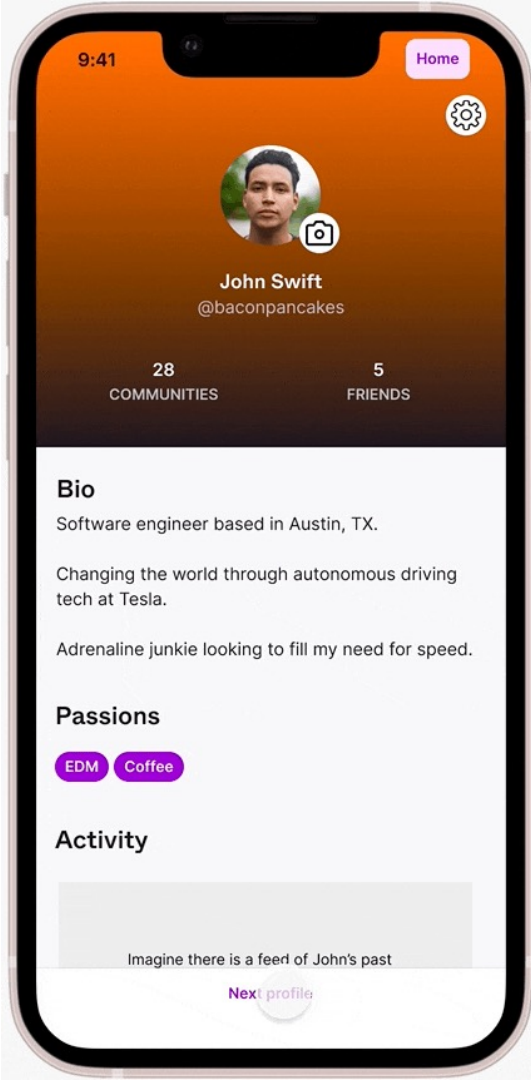 9:41
Home
John Swift
@baconpancakes
28
COMMUNITIES
5
FRIENDS
Bio
Software engineer based in Austin, TX.
Changing the world through autonomous driving
tech at Tesla.
Adrenaline junkie looking to fill my need for speed.
Passions
EDM
Coffee
Activity
Imagine there is a feed of John’s past
Next profile